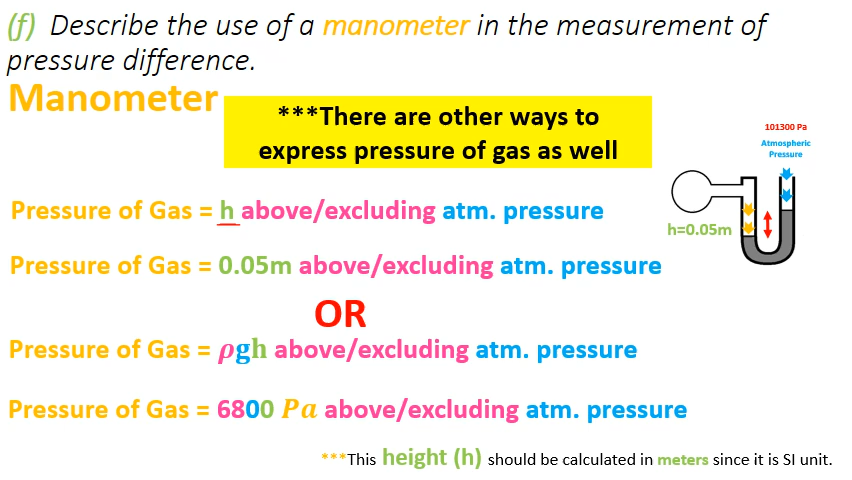 (f) Describe the use of a manometer in the measurement of
pressure difference.
Manometer
***There are other ways to
express pressure of gas as well
101300 Pa
Atmospheric
Pressure
Pressure of Gas = h above/excluding atm. pressure
h=0.05m
Pressure of Gas = 0.05m above/excluding atm. pressure
OR
Pressure of Gas = ρgh above/excluding atm. pressure
Pressure of Gas = 6800 Pa above/excluding atm. pressure
***This height (h) should be calculated in meters since it is SI unit.